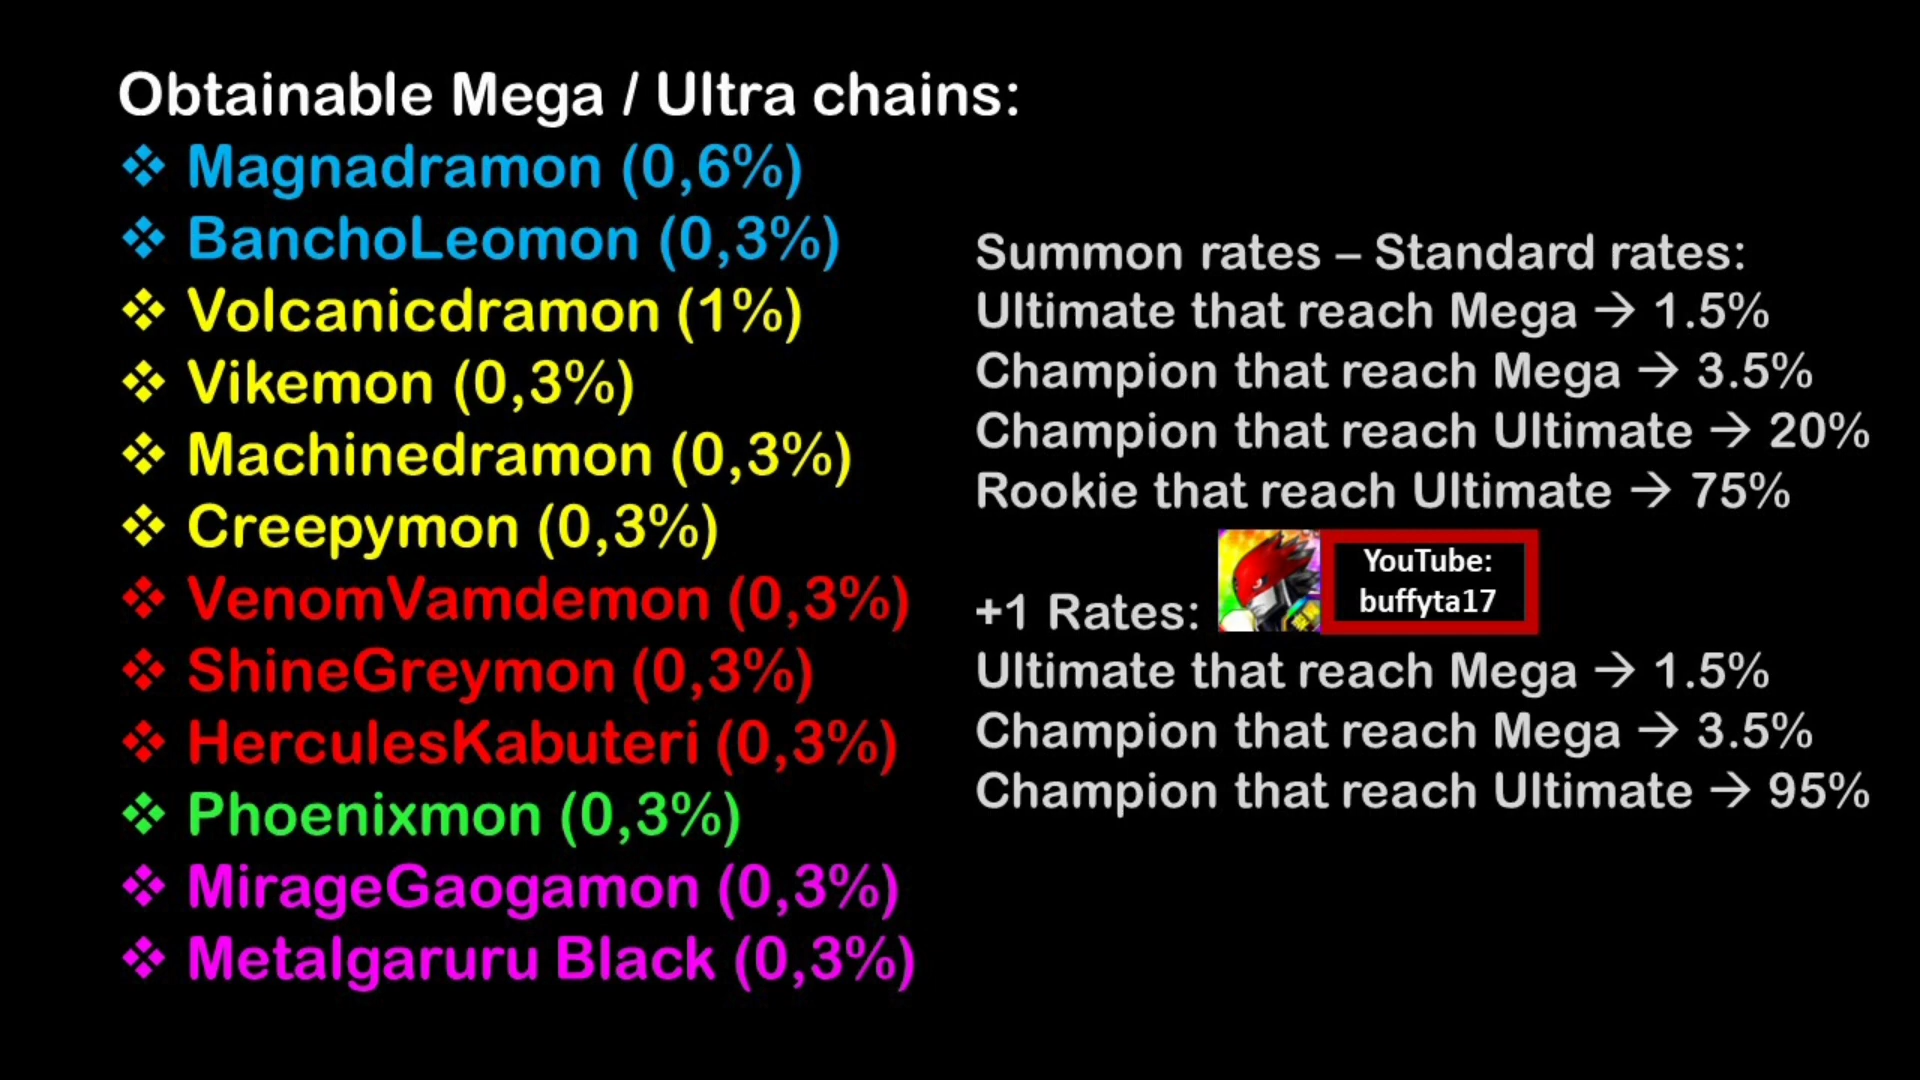 Obtainable Mega / Ultra chains:
❖ Magnadramon (0,6%)
❖ BanchoLeomon (0,3%)
❖ Volcanicdramon (1%)
❖ Vikemon (0,3%)
❖ Machinedramon (0,3%)
❖ Creepymon (0,3%)
❖ VenomVamdemon (0,3%)
❖ ShineGreymon (0,3%)
❖ HerculesKabuteri (0,3%)
❖ Phoenixmon (0,3%)
❖ MirageGaogamon (0,3%)
❖ Metalgaruru Black (0,3%)
Summon rates – Standard rates:
Ultimate that reach Mega → 1.5%
Champion that reach Mega → 3.5%
Champion that reach Ultimate → 20%
Rookie that reach Ultimate → 75%
YouTube:
buffyta17
+1 Rates:
Ultimate that reach Mega → 1.5%
Champion that reach Mega → 3.5%
Champion that reach Ultimate → 95%